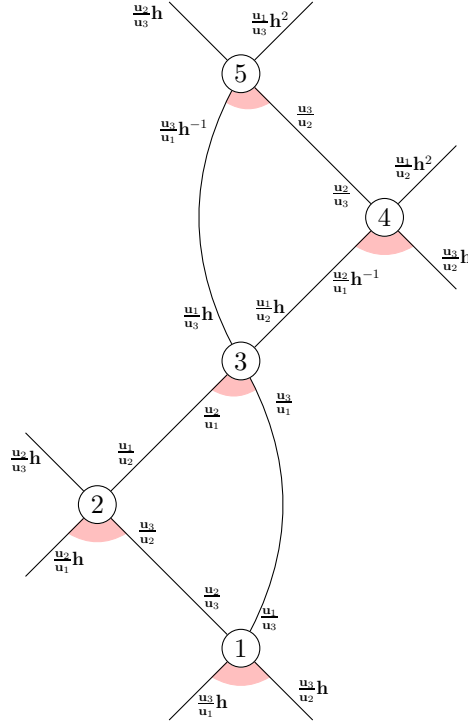 u₂/u₃ h
u₁/u₃ h²
5
u₃/u₂
u₃/u₁ h⁻¹
u₁/u₂ h²
u₂/u₃
4
u₃/u₂ h
u₂/u₁ h⁻¹
u₁/u₃ h
u₁/u₂ h
3
u₂/u₁
u₃/u₁
u₁/u₂
u₂/u₃ h
2
u₃/u₂
u₂/u₁ h
u₂/u₃
u₁/u₃
1
u₃/u₁ h
u₃/u₂ h